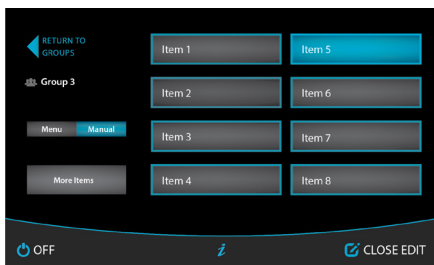 RETURN TO
GROUPS
Group 3
Menu Manual
More Items
Item 1
Item 2
Item 3
Item 4
Item 5
Item 6
Item 7
Item 8
OFF
i
CLOSE EDIT